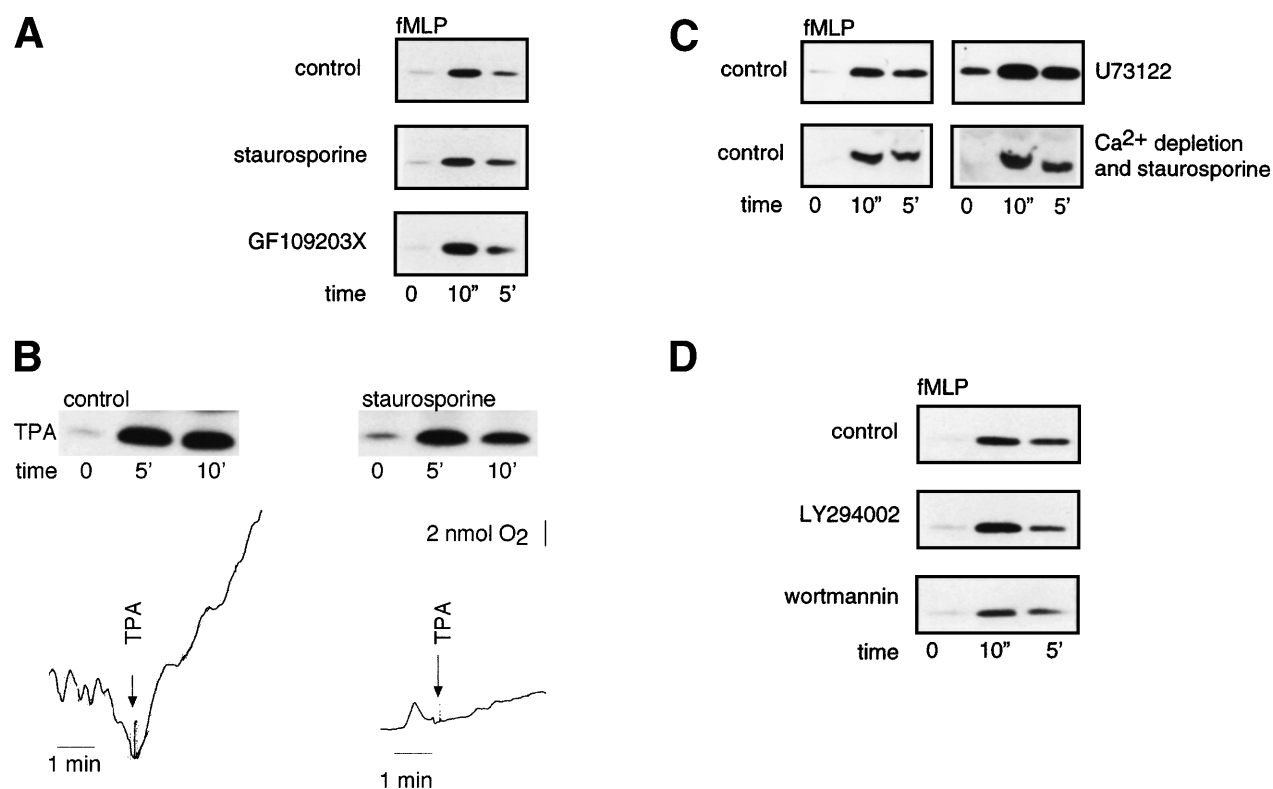 A
fMLP
control
staurosporine
GF109203X
time 0 10” 5’
B
control
staurosporine
TPA
time 0 5’ 10’
0 5’ 10’
2 nmol O2
TPA
TPA
1 min
1 min
C
fMLP
control
U73122
control
Ca2+ depletion
and staurosporine
time 0 10” 5’
0 10” 5’
D
fMLP
control
LY294002
wortmannin
time 0 10” 5’